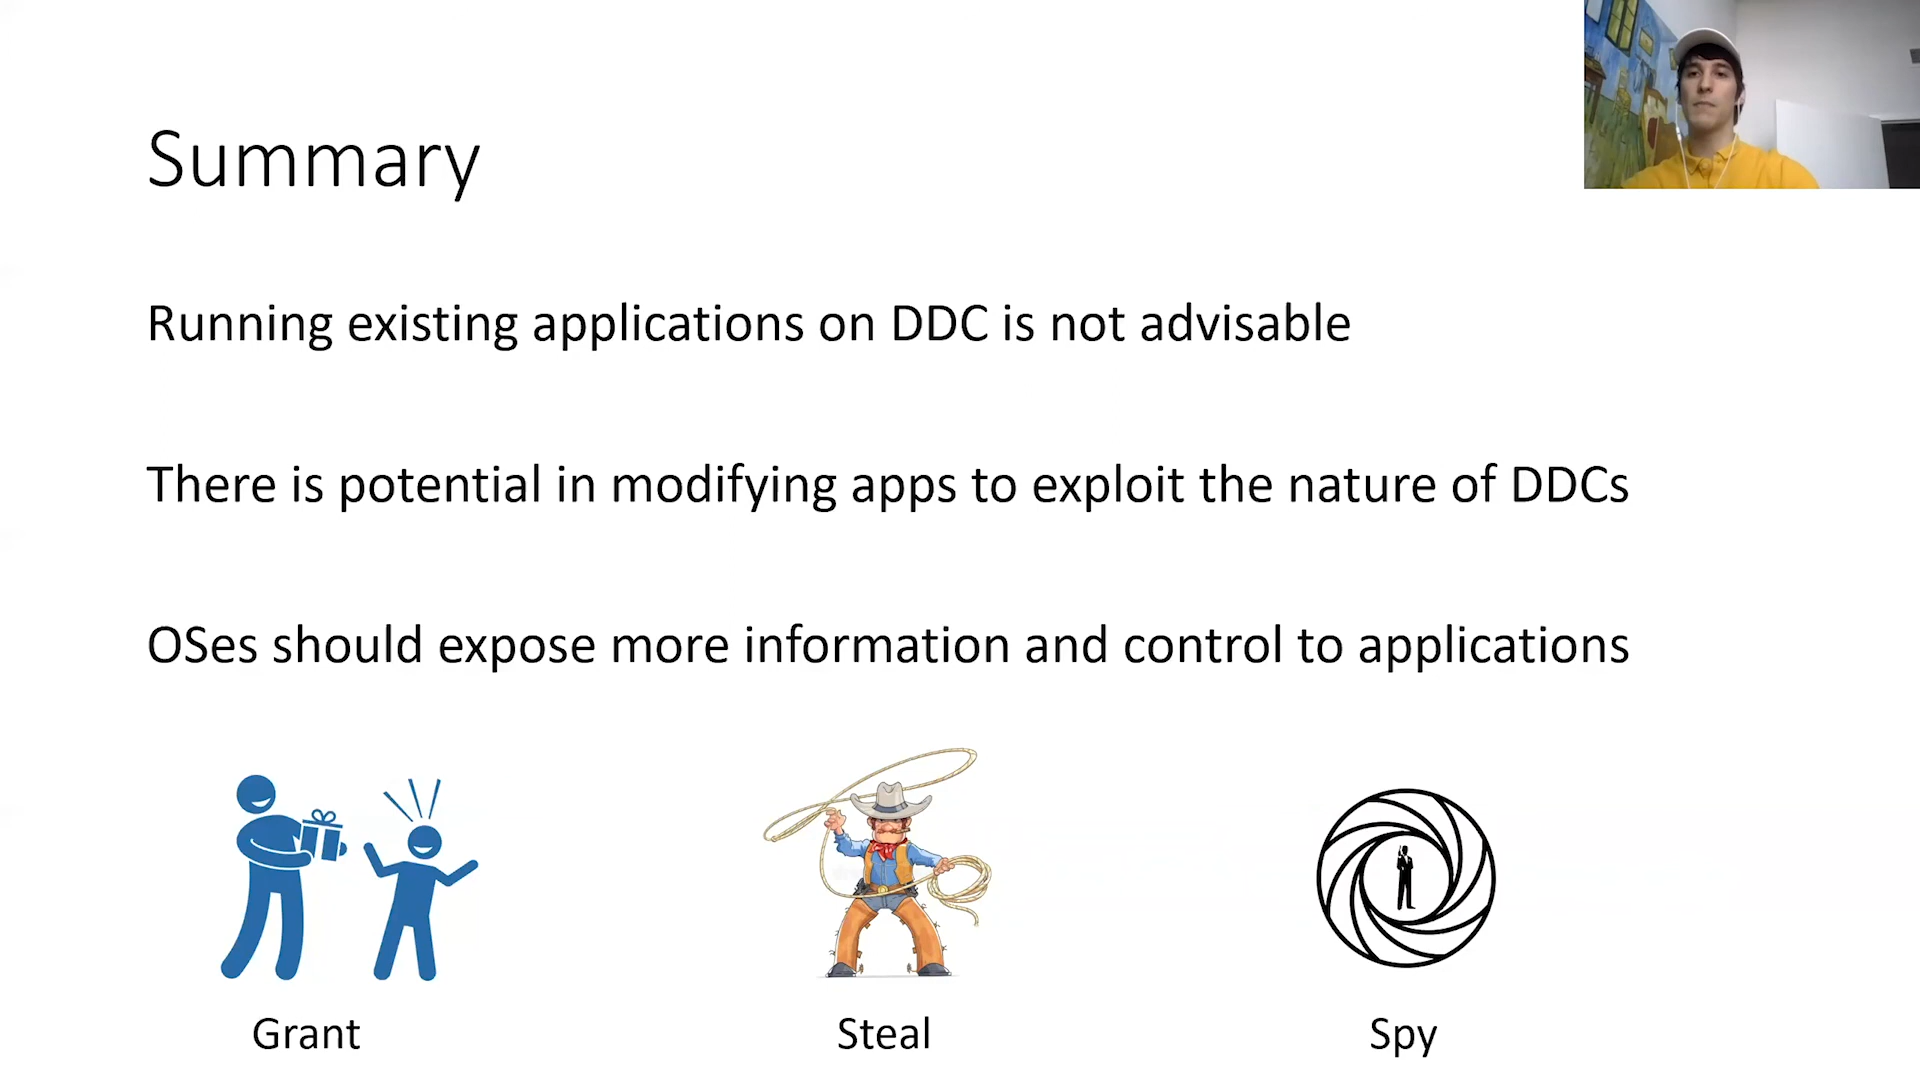 Summary
Running existing applications on DDC is not advisable
There is potential in modifying apps to exploit the nature of DDCs
OSes should expose more information and control to applications
Grant
Steal
Spy